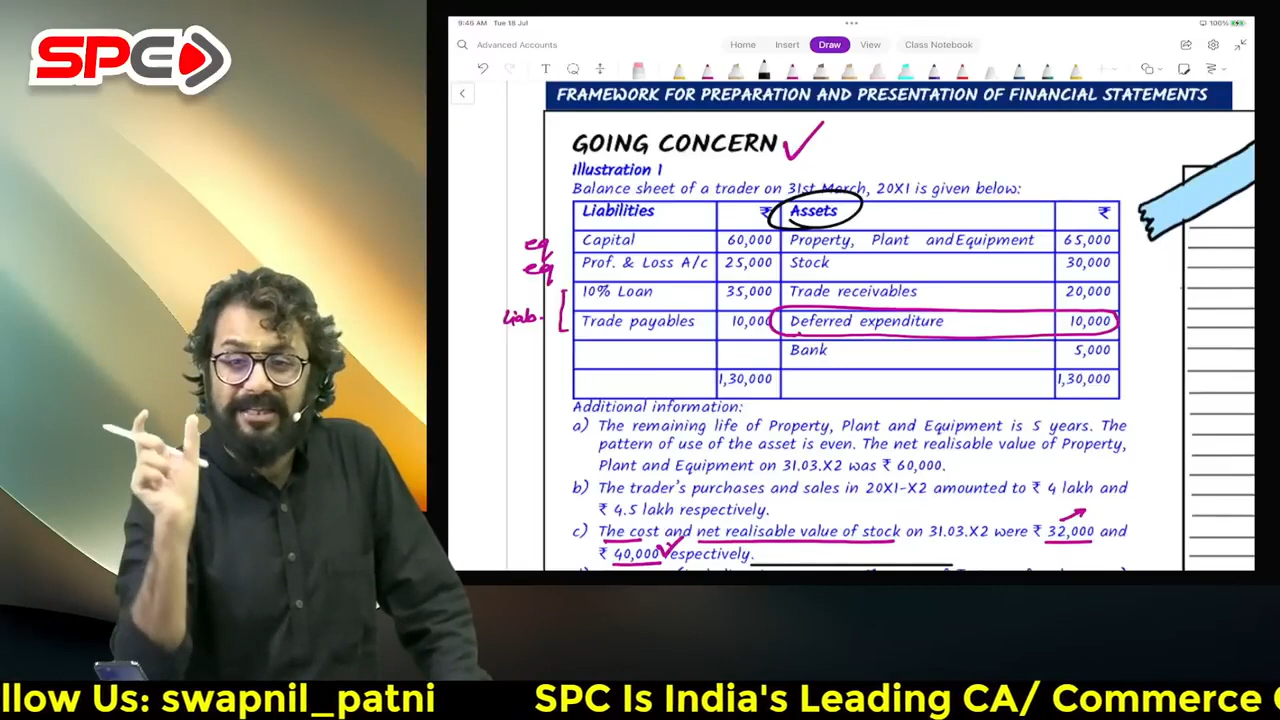 SPC
9:46 AM Tue 18 Jul
100%
Advanced Accounts
Home Insert Draw View Class Notebook
FRAMEWORK FOR PREPARATION AND PRESENTATION OF FINANCIAL STATEMENTS
GOING CONCERN
Illustration 1
Balance sheet of a trader on 31st March, 20X1 is given below:
Liabilities ₹ Assets ₹
eq Capital 60,000 Property, Plant and Equipment 65,000
eq Prof. & Loss A/c 25,000 Stock 30,000
10% Loan 35,000 Trade receivables 20,000
Liab. Trade payables 10,000 Deferred expenditure 10,000
Bank 5,000
1,30,000 1,30,000
Additional information:
a) The remaining life of Property, Plant and Equipment is 5 years. The
pattern of use of the asset is even. The net realisable value of Property,
Plant and Equipment on 31.03.X2 was ₹ 60,000.
b) The trader's purchases and sales in 20X1-X2 amounted to ₹ 4 lakh and
₹ 4.5 lakh respectively.
c) The cost and net realisable value of stock on 31.03.X2 were ₹ 32,000 and
₹ 40,000 respectively.
llow Us: swapnil_patni SPC Is India's Leading CA/ Commerce